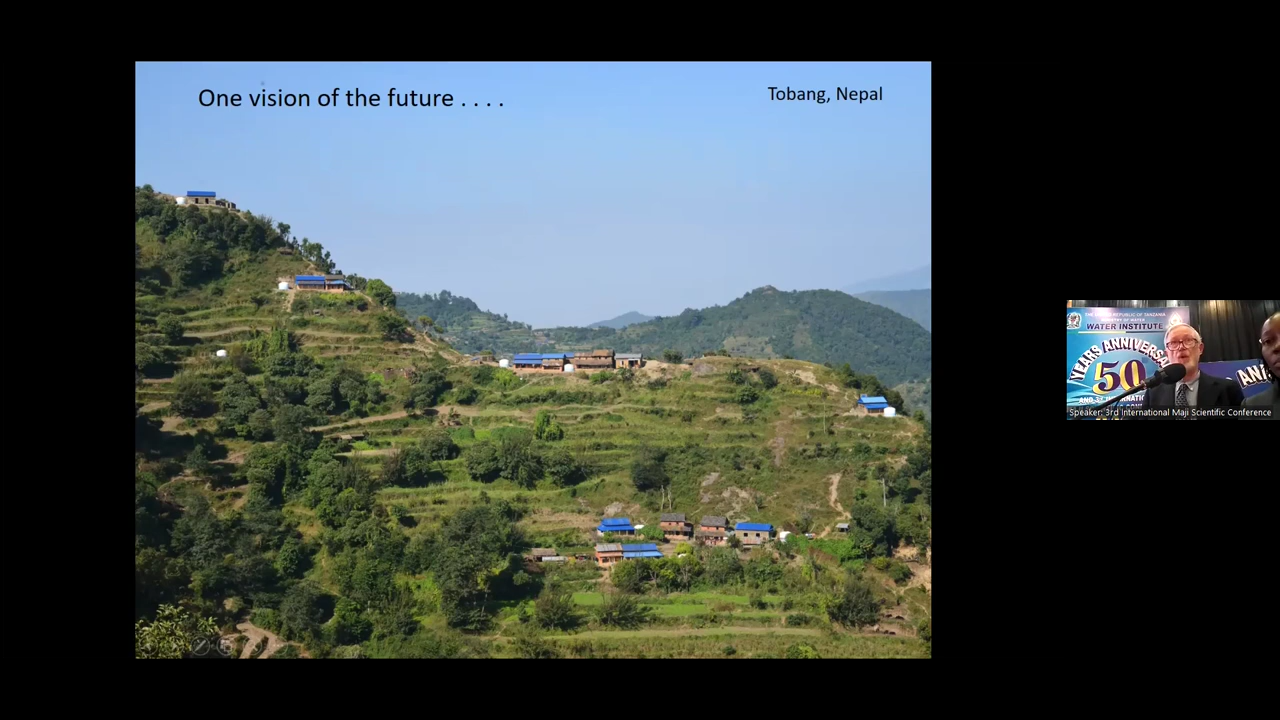 One vision of the future . . . .
Tobang, Nepal
WATER INSTITUTE
YEARS ANNIVERSA
50
Speaker: 3rd International Maji Scientific Conference